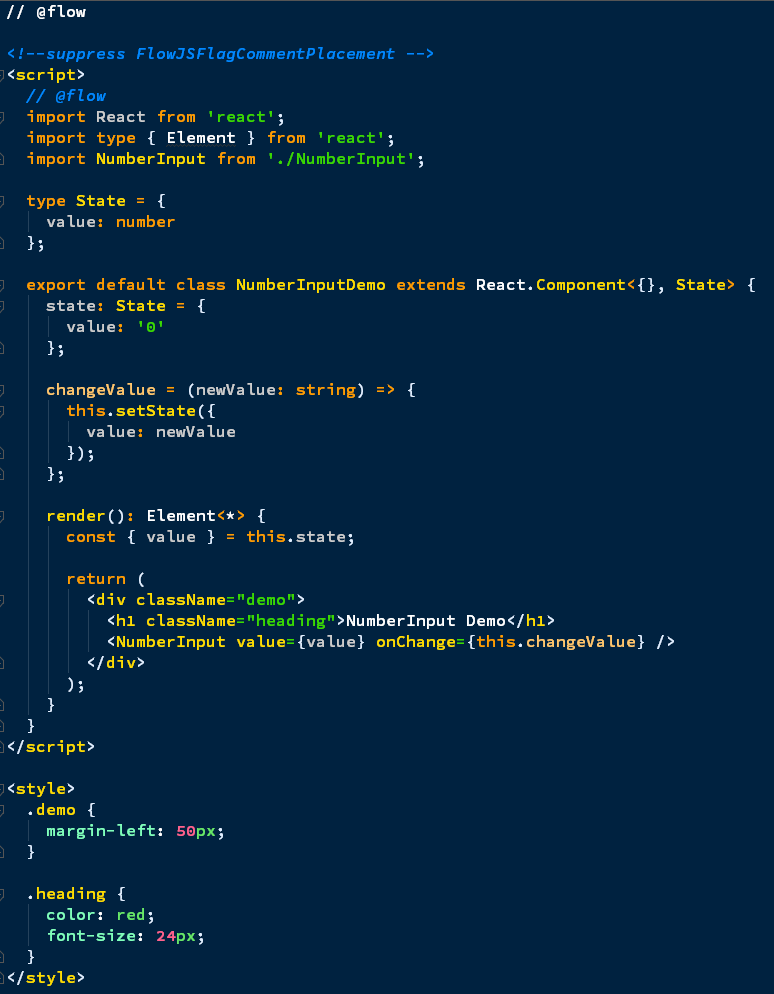 // @flow

<!--suppress FlowJSFlagCommentPlacement -->
<script>
  // @flow
  import React from 'react';
  import type { Element } from 'react';
  import NumberInput from './NumberInput';

  type State = {
    value: number
  };

  export default class NumberInputDemo extends React.Component<{}, State> {
    state: State = {
      value: '0'
    };

    changeValue = (newValue: string) => {
      this.setState({
        value: newValue
      });
    };

    render(): Element<*> {
      const { value } = this.state;

      return (
        <div className="demo">
          <h1 className="heading">NumberInput Demo</h1>
          <NumberInput value={value} onChange={this.changeValue} />
        </div>
      );
    }
  }
</script>

<style>
  .demo {
    margin-left: 50px;
  }

  .heading {
    color: red;
    font-size: 24px;
  }
</style>